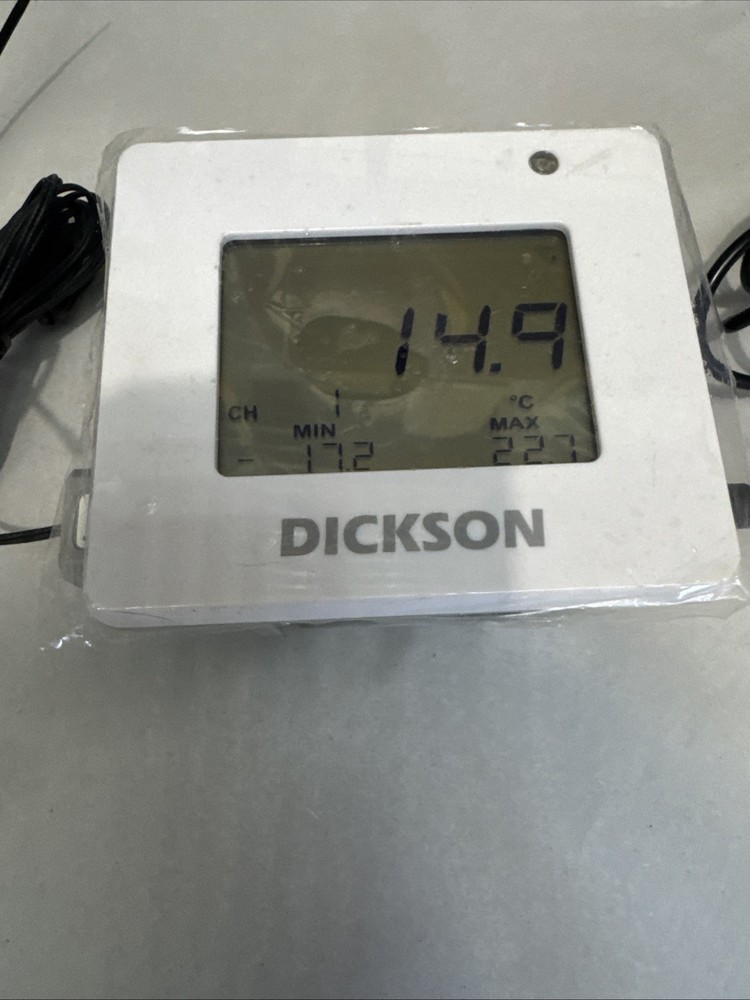 14.9
CH 1 °C
MIN MAX
- 17.2 22.7
DICKSON